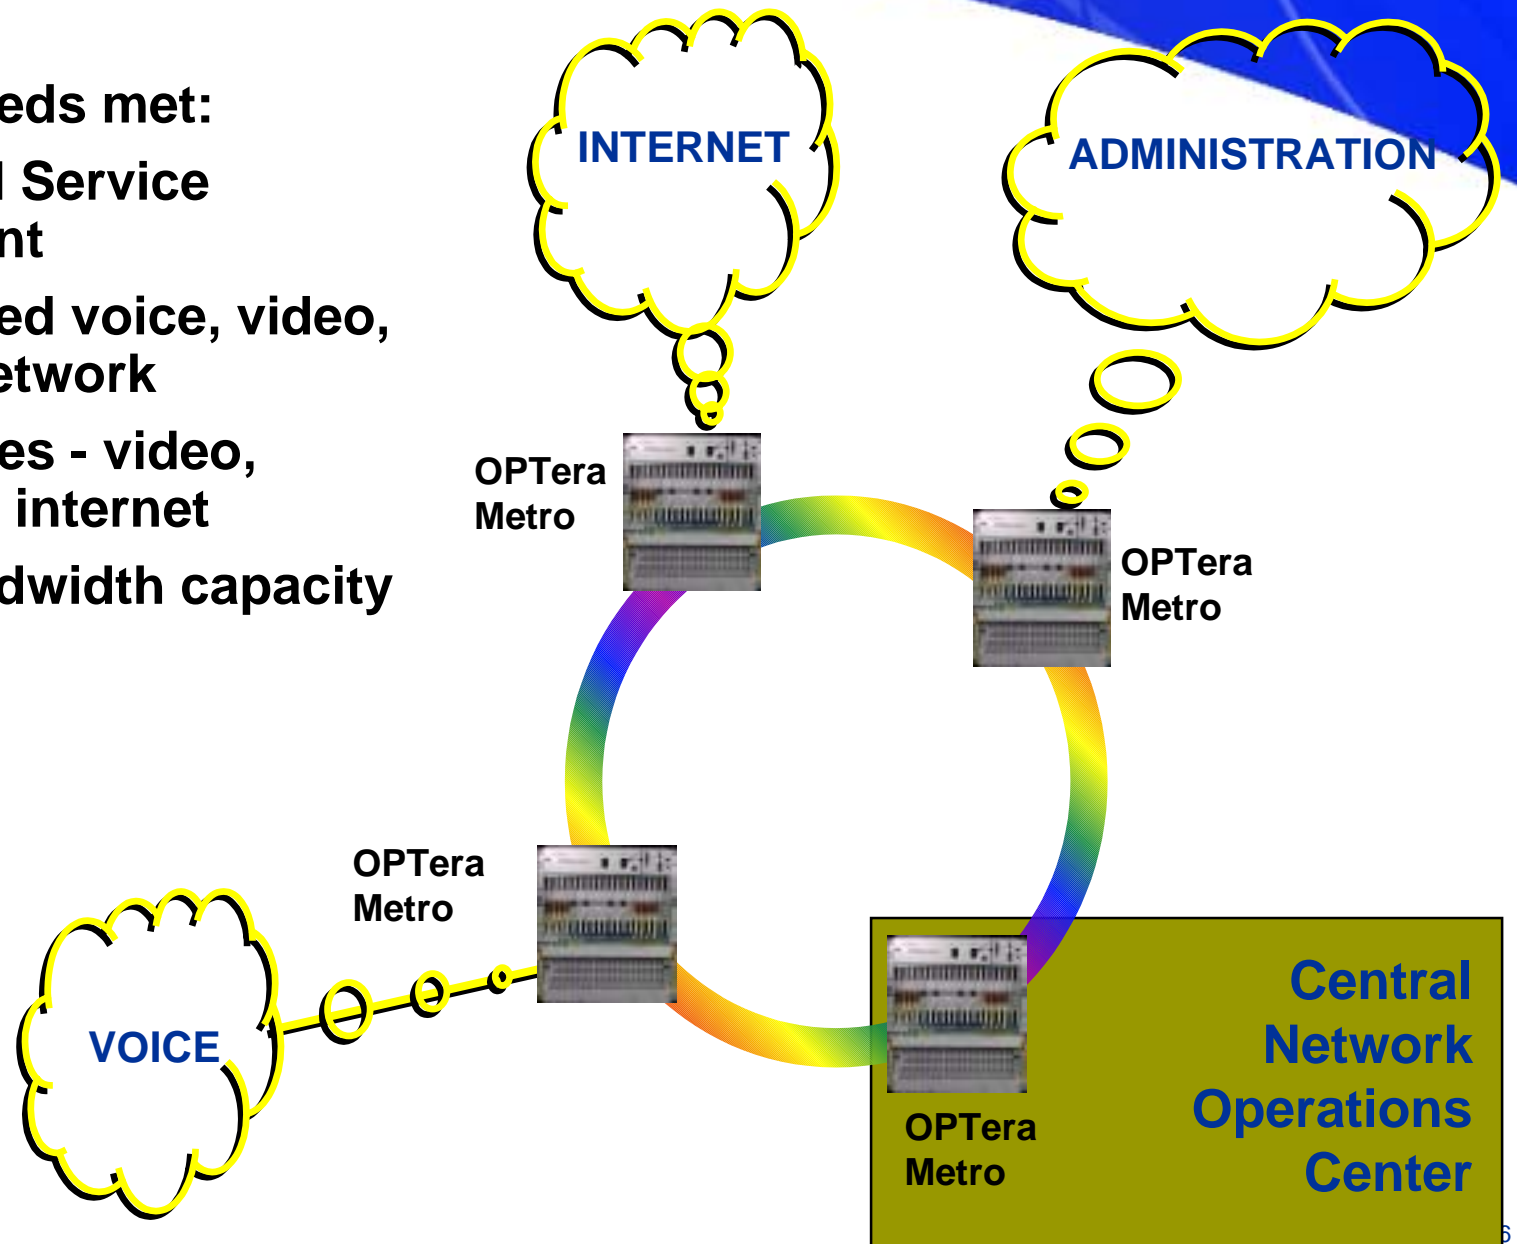 eds met:
l Service
nt
ed voice, video,
etwork
es - video,
internet
dwidth capacity
INTERNET
ADMINISTRATION
OPTera
Metro
OPTera
Metro
OPTera
Metro
VOICE
OPTera
Metro
Central
Network
Operations
Center
6